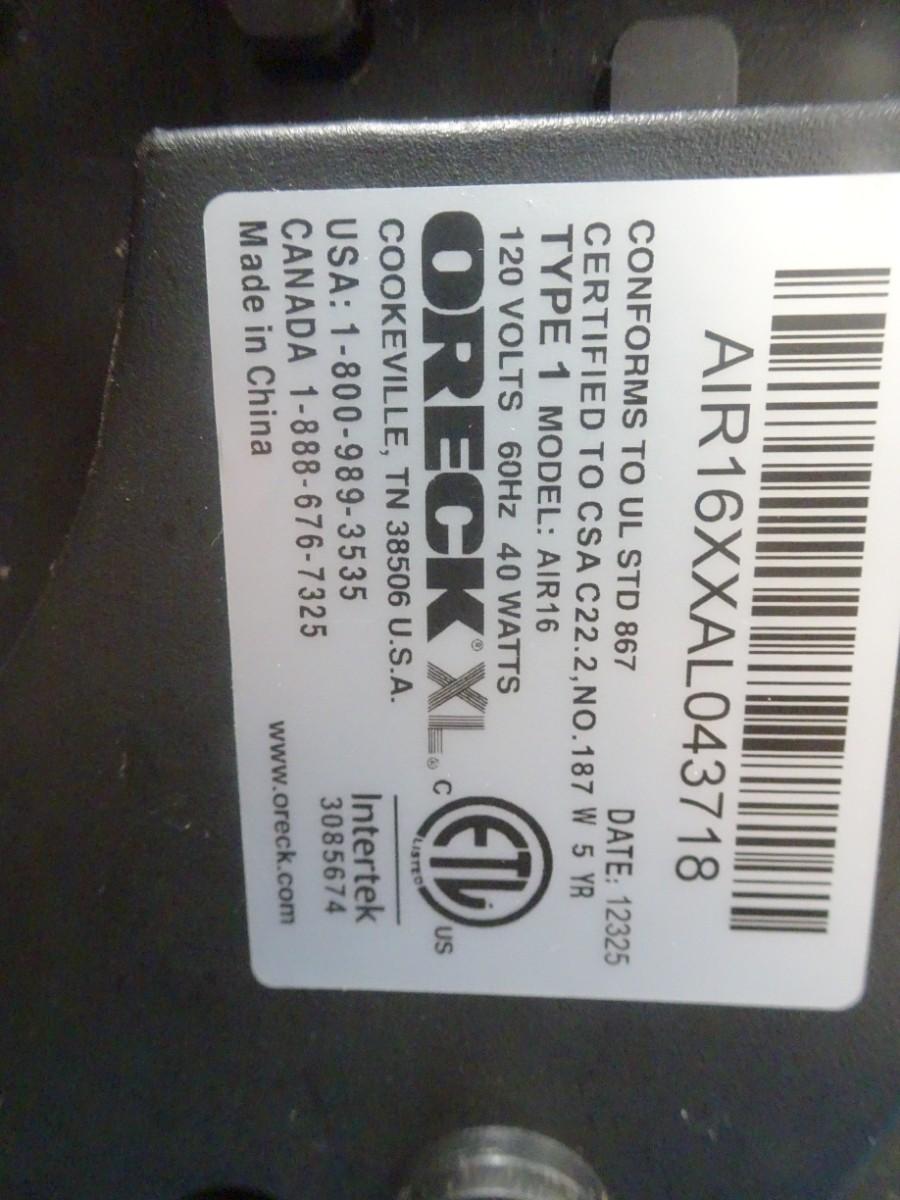 AIR16XXAL043718
CONFORMS TO UL STD 867 DATE: 12325
CERTIFIED TO CSA C22.2,NO.187 W 5 YR
TYPE 1 MODEL: AIR16
120 VOLTS 60Hz 40 WATTS
ORECK® XL®
C ETL US
LISTED
COOKEVILLE, TN 38506 U.S.A.
Intertek
USA: 1-800-989-3535
3085674
CANADA 1-888-676-7325
Made in China
www.oreck.com